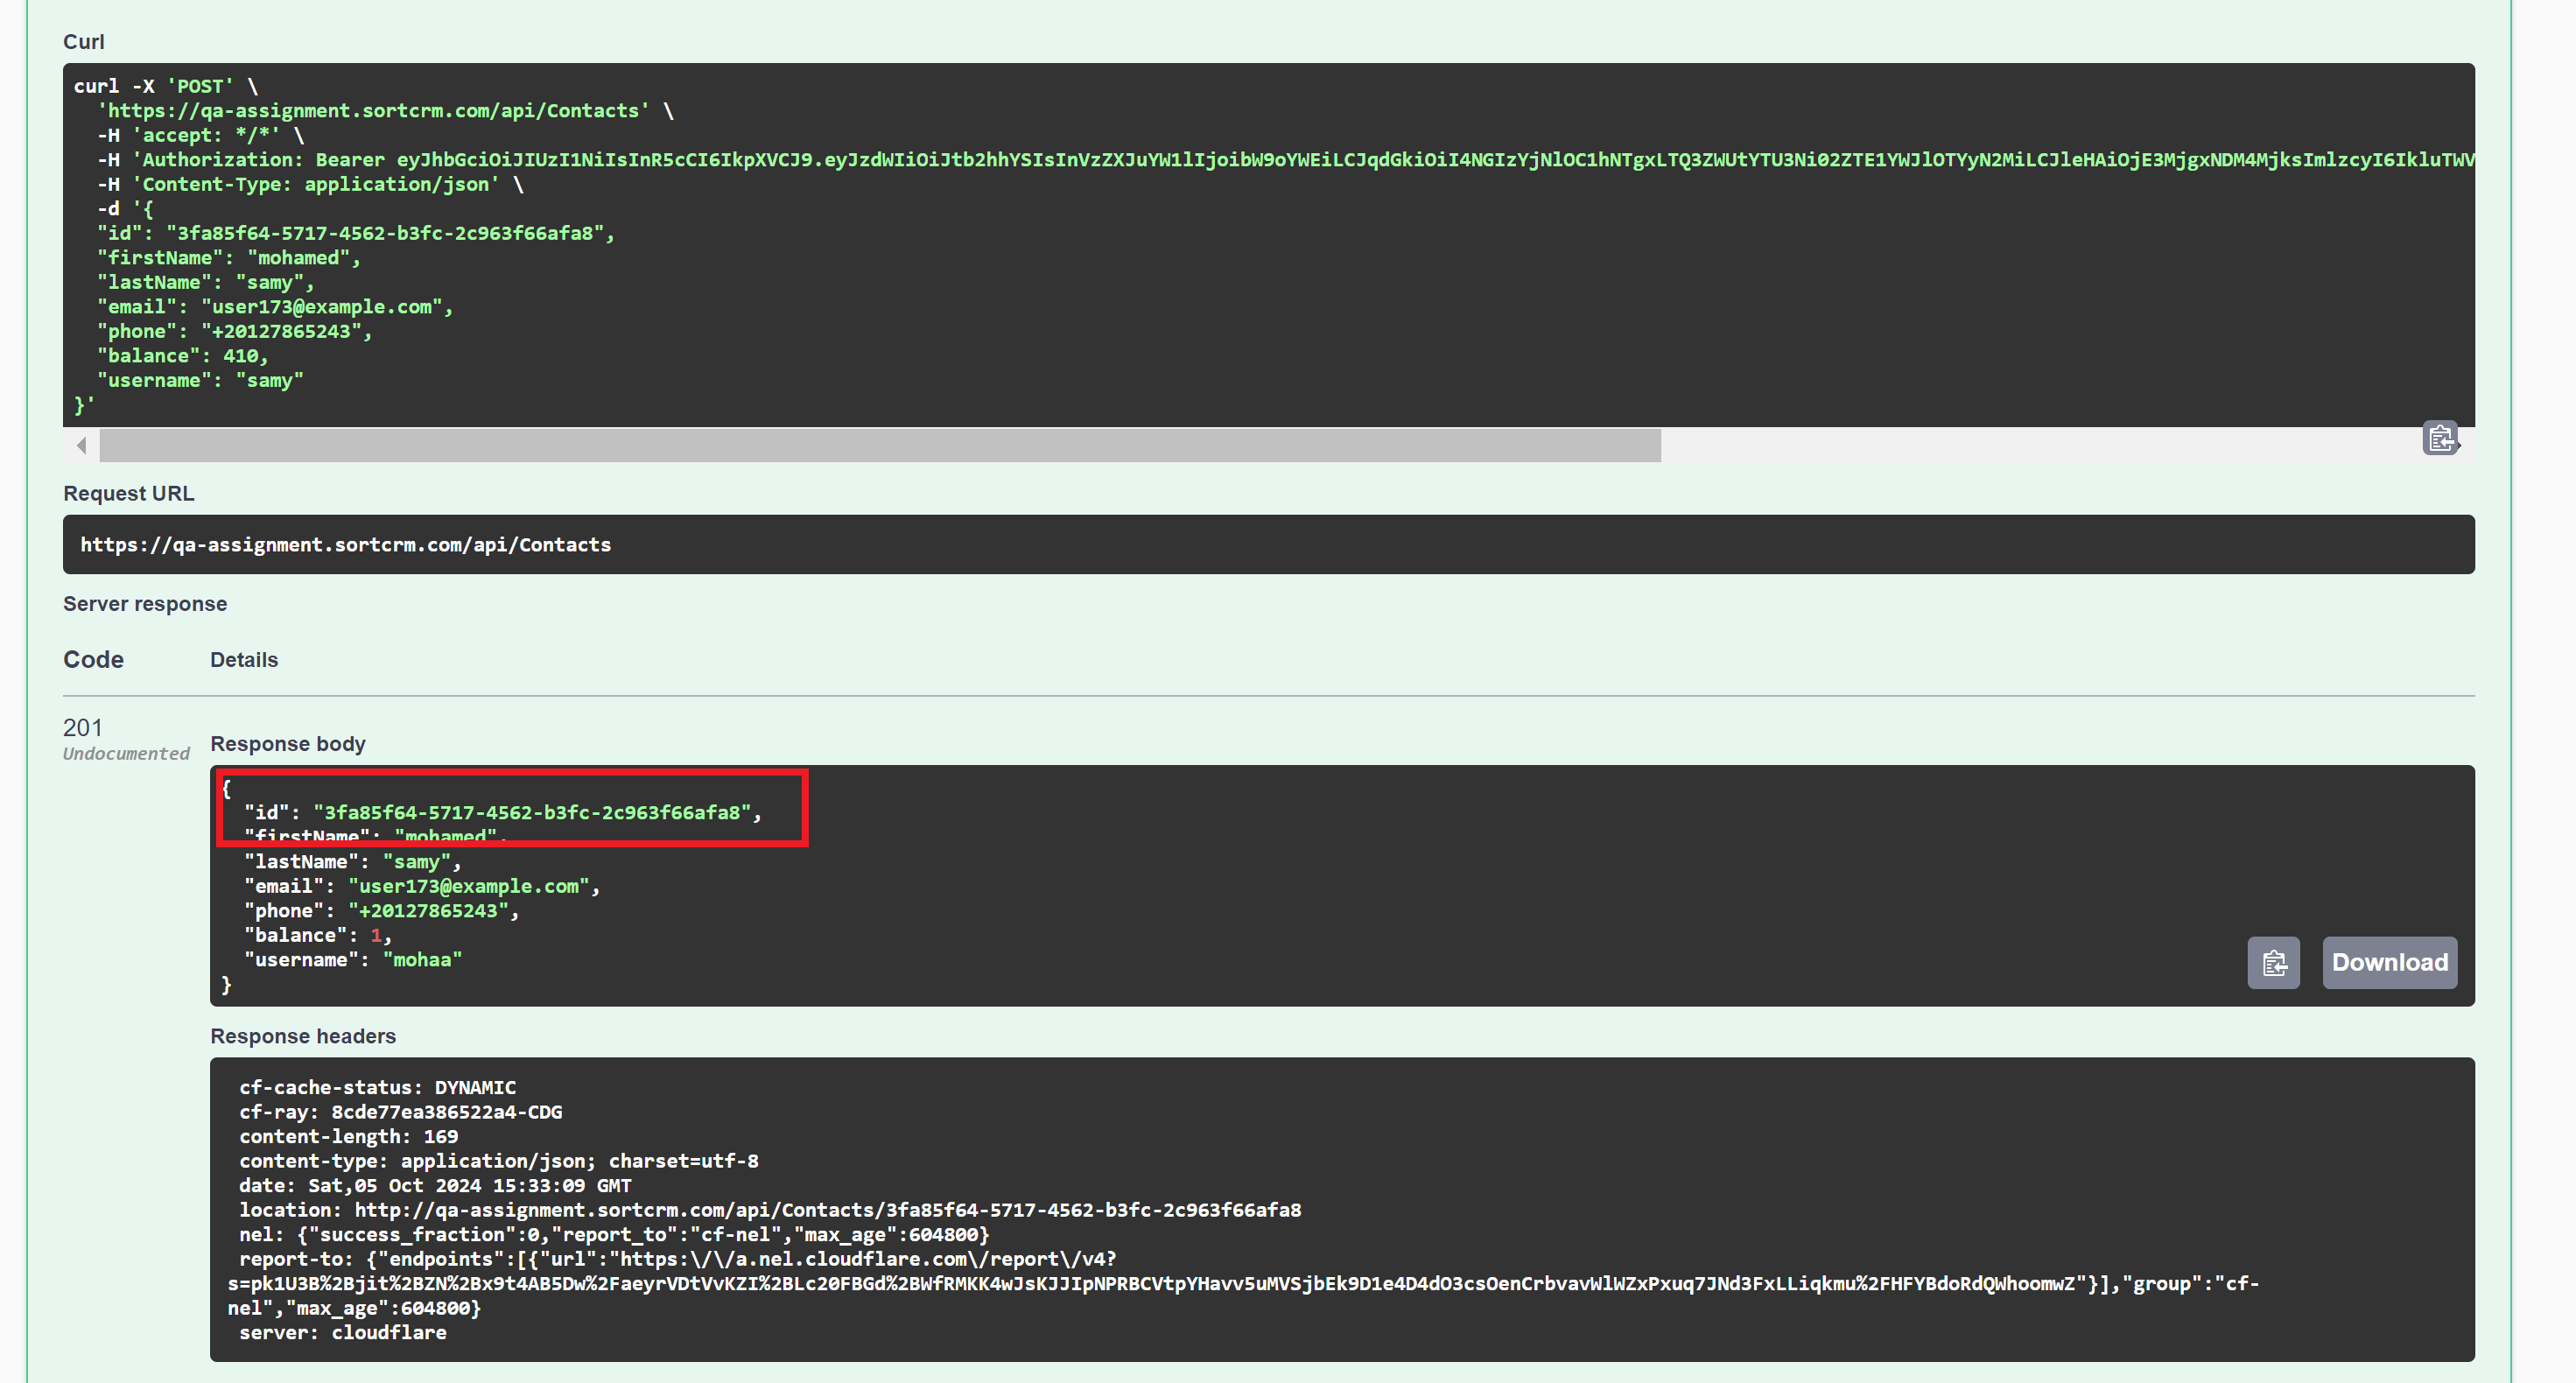 Curl
curl -X 'POST' \
'https://qa-assignment.sortcrm.com/api/Contacts' \
-H 'accept: */*' \
-H 'Authorization: Bearer eyJhbGciOiJIUzI1NiIsInR5cCI6IkpXVCJ9.eyJzdWIiOiJtb2hhYSIsInVzZXJuYW1lIjoibW9oYWEiLCJqdGkiOiI4NGIzYjNlOC1hNTgxLTQ3ZWUtYTU3Ni02ZTE1YWJlOTYyN2MiLCJleHAiOjE3MjgxNDM4MjksImlzcyI6IkluTWV
-H 'Content-Type: application/json' \
-d '{
"id": "3fa85f64-5717-4562-b3fc-2c963f66afa8",
"firstName": "mohamed",
"lastName": "samy",
"email": "user173@example.com",
"phone": "+20127865243",
"balance": 410,
"username": "samy"
}'
Request URL
https://qa-assignment.sortcrm.com/api/Contacts
Server response
Code Details
201
Undocumented
Response body
{
"id": "3fa85f64-5717-4562-b3fc-2c963f66afa8",
"firstName": "mohamed",
"lastName": "samy",
"email": "user173@example.com",
"phone": "+20127865243",
"balance": 1,
"username": "mohaa"
}
Download
Response headers
cf-cache-status: DYNAMIC
cf-ray: 8cde77ea386522a4-CDG
content-length: 169
content-type: application/json; charset=utf-8
date: Sat,05 Oct 2024 15:33:09 GMT
location: http://qa-assignment.sortcrm.com/api/Contacts/3fa85f64-5717-4562-b3fc-2c963f66afa8
nel: {"success_fraction":0,"report_to":"cf-nel","max_age":604800}
report-to: {"endpoints":[{"url":"https:\/\/a.nel.cloudflare.com\/report\/v4?
s=pk1U3B%2Bjit%2BZN%2Bx9t4AB5Dw%2FaeyrVDtVvKZI%2BLc20FBGd%2BWfRMKK4wJsKJJIpNPRBCVtpYHavv5uMVSjbEk9D1e4D4dO3csOenCrbvavWlWZxPxuq7JNd3FxLLiqkmu%2FHFYBdoRdQWhoomwZ"}],"group":"cf-
nel","max_age":604800}
server: cloudflare